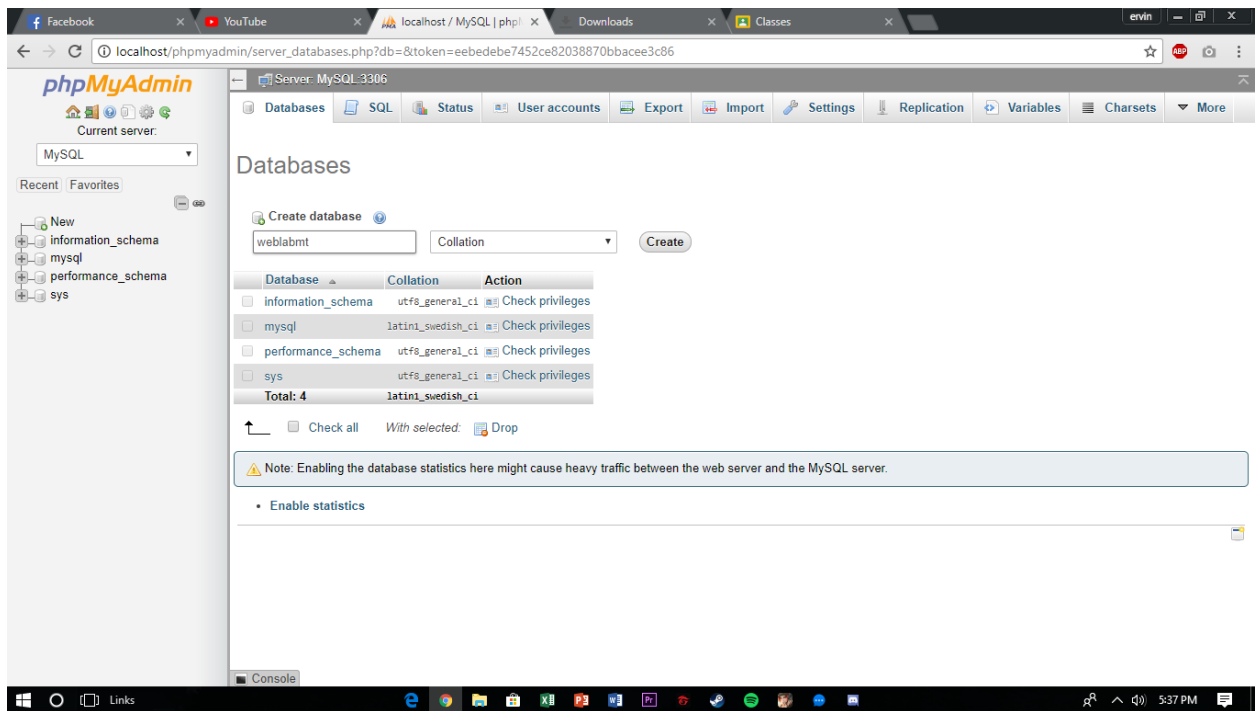 Facebook YouTube localhost / MySQL | phpM Downloads Classes ervin
localhost/phpmyadmin/server_databases.php?db=&token=eebedebe7452ce82038870bbacee3c86 ABP
phpMyAdmin
Current server:
MySQL
Recent Favorites
New
information_schema
mysql
performance_schema
sys
Server: MySQL:3306
Databases SQL Status User accounts Export Import Settings Replication Variables Charsets More
Databases
Create database
weblabmt Collation Create
Database Collation Action
information_schema utf8_general_ci Check privileges
mysql latin1_swedish_ci Check privileges
performance_schema utf8_general_ci Check privileges
sys utf8_general_ci Check privileges
Total: 4 latin1_swedish_ci
Check all With selected: Drop
Note: Enabling the database statistics here might cause heavy traffic between the web server and the MySQL server.
• Enable statistics
Console
Links 5:37 PM